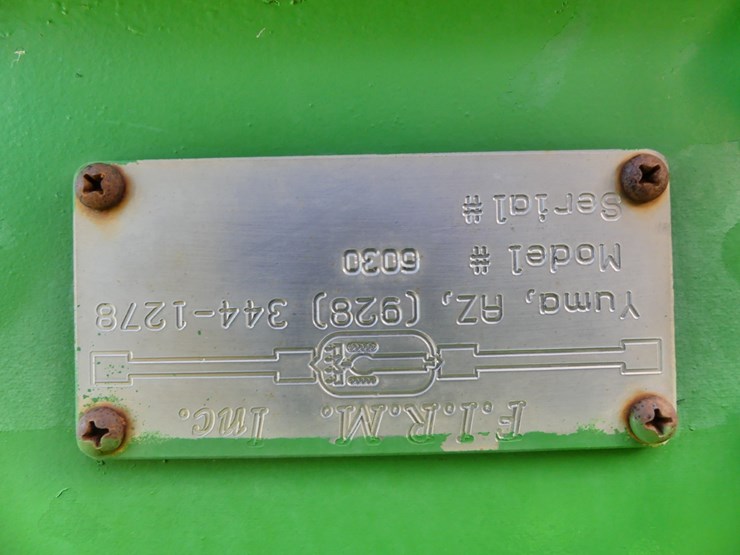 F.I.R.M. Inc.
Yuma, AZ, (928) 344-1278
Model # 6030
Serial #